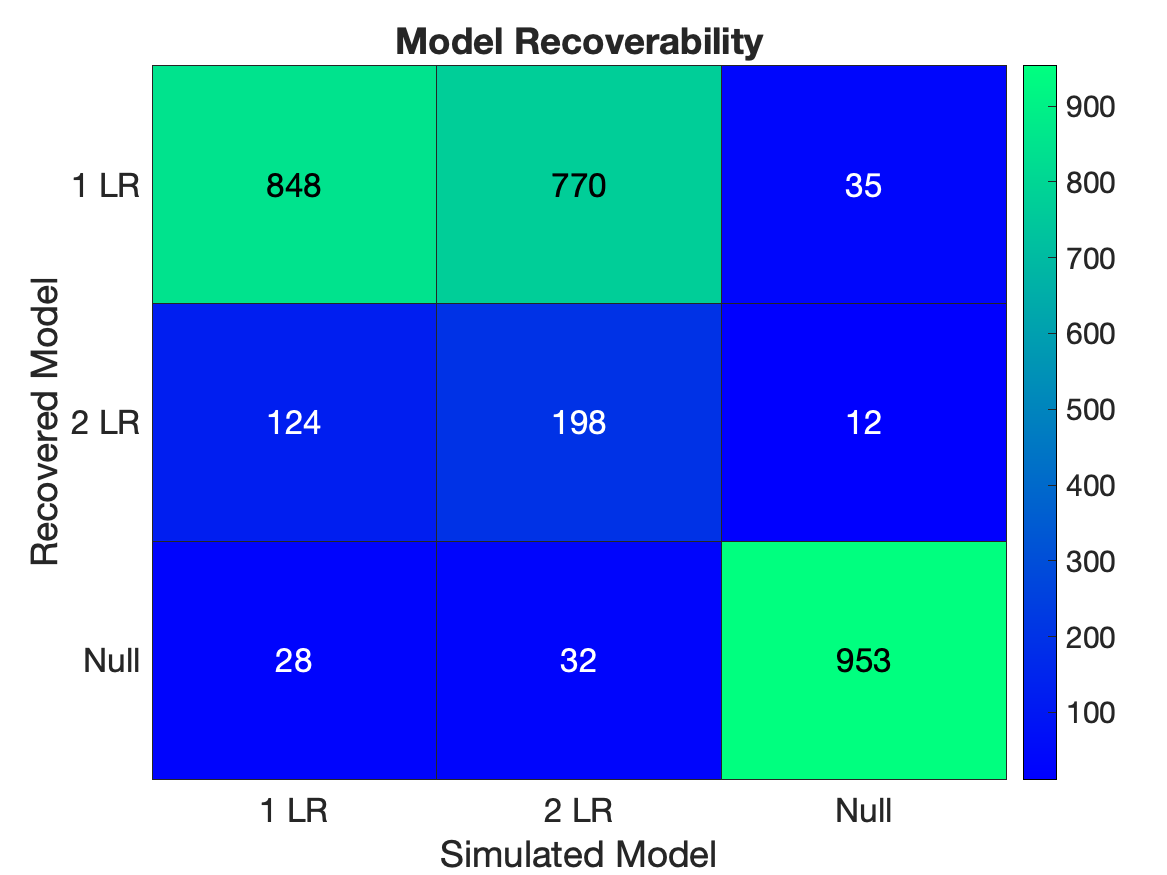 Model Recoverability
1 LR
848
770
35
2 LR
124
198
12
Null
28
32
953
1 LR
2 LR
Null
Simulated Model
Recovered Model
900
800
700
600
500
400
300
200
100